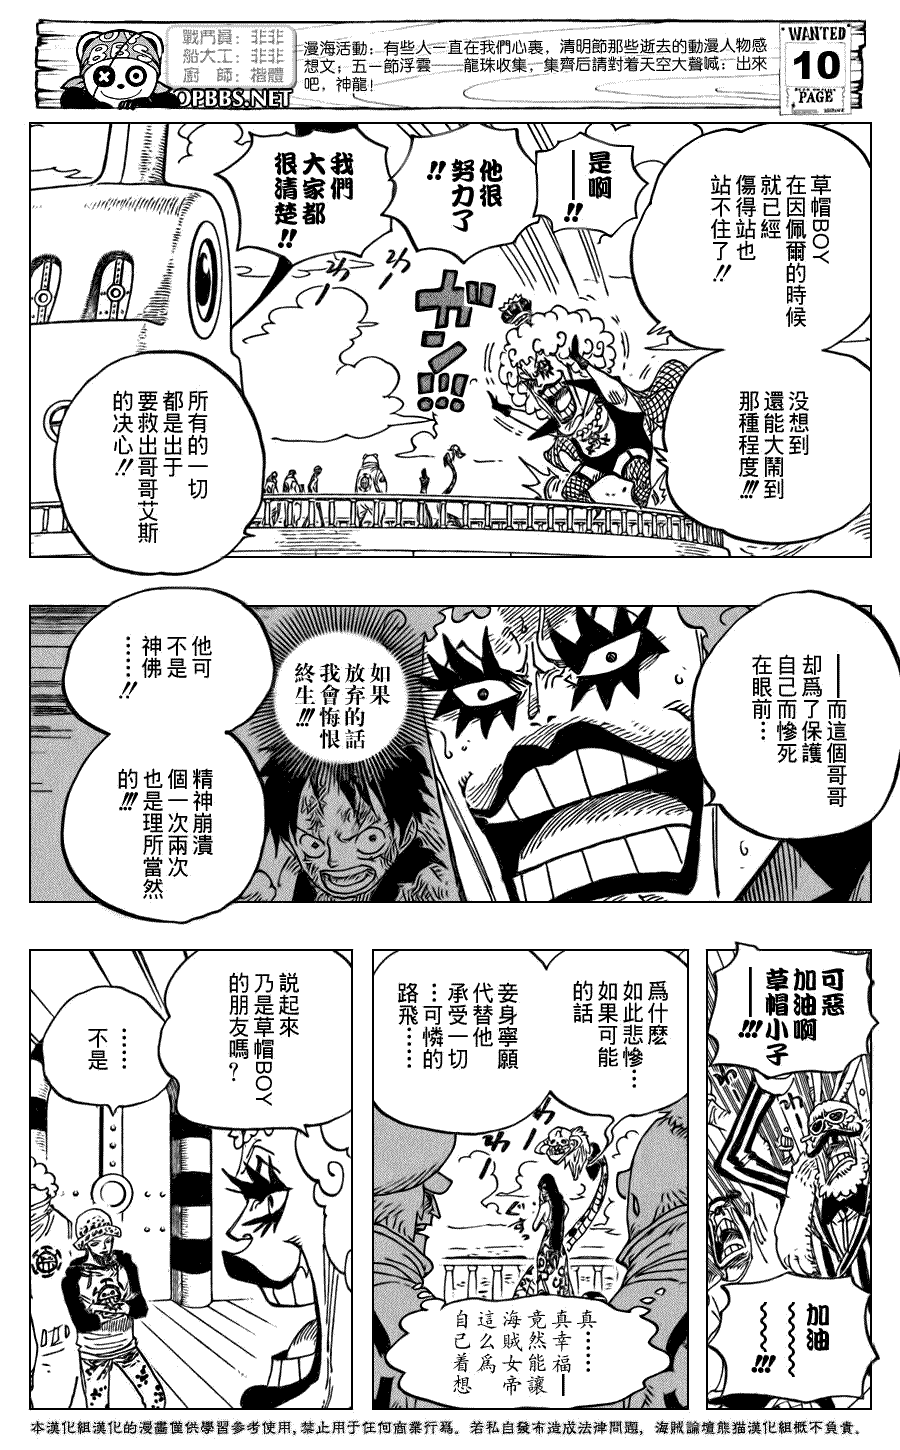 戰鬥員：非非
船大工：非非
廚　師：楷體
OPBBS.NET
漫海活動：有些人一直在我們心裏，清明節那些逝去的動漫人物感
想文；五一節浮雲——龍珠收集，集齊后請對着天空大聲喊：出來
吧，神龍！
WANTED
10
PAGE
草帽BOY
在因佩爾的時候
就已經
傷得站也
站不住了!!
是啊
——
他很
努力了
!!
我們
大家都
很清楚
!!
ガン!!!
没想到
還能大鬧到
那種程度!!!
所有的一切
都是出于
要救出哥哥艾斯
的决心!!
——而這個哥哥
却爲了保護
自己而慘死
在眼前…
如果
放弃的話
我會悔恨
終生!!!
他可
不是
神佛
……!!
精神崩潰
個一次兩次
也是理所當然
的!!!
可惡
加油啊
草帽小子
——!!!
加油
～～～
～～～!!!
爲什麽
如此悲慘…
如果可能
的話
妾身寧願
代替他
承受一切
…可憐的
路飛……
ぐすっ
真……
真幸福——
竟然能讓
海賊女帝
這么爲
自己着想
説起來
乃是草帽BOY
的朋友嗎？
……
不是
本漢化組漢化的漫畫僅供學習參考使用，禁止用于任何商業行爲。若私自發布造成法律問題，海賊論壇熊猫漢化組概不負責。